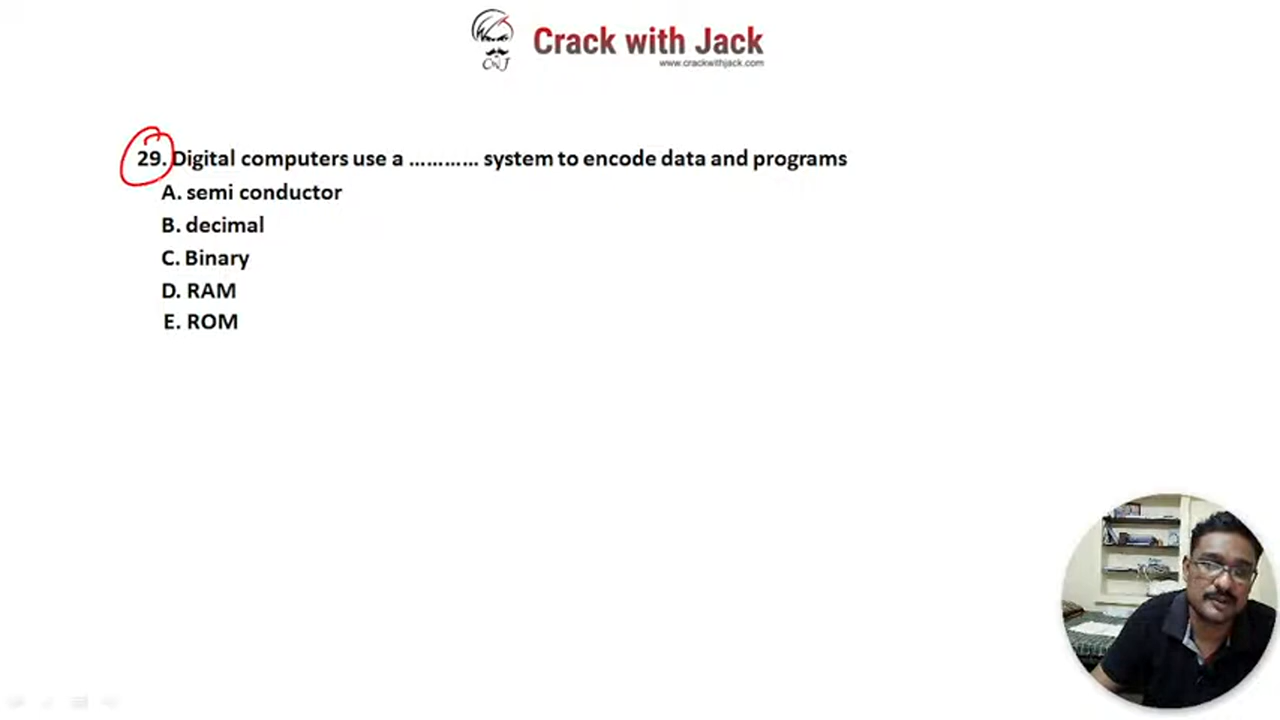 Crack with Jack
www.crackwithjack.com
CWJ
29. Digital computers use a ............ system to encode data and programs
A. semi conductor
B. decimal
C. Binary
D. RAM
E. ROM